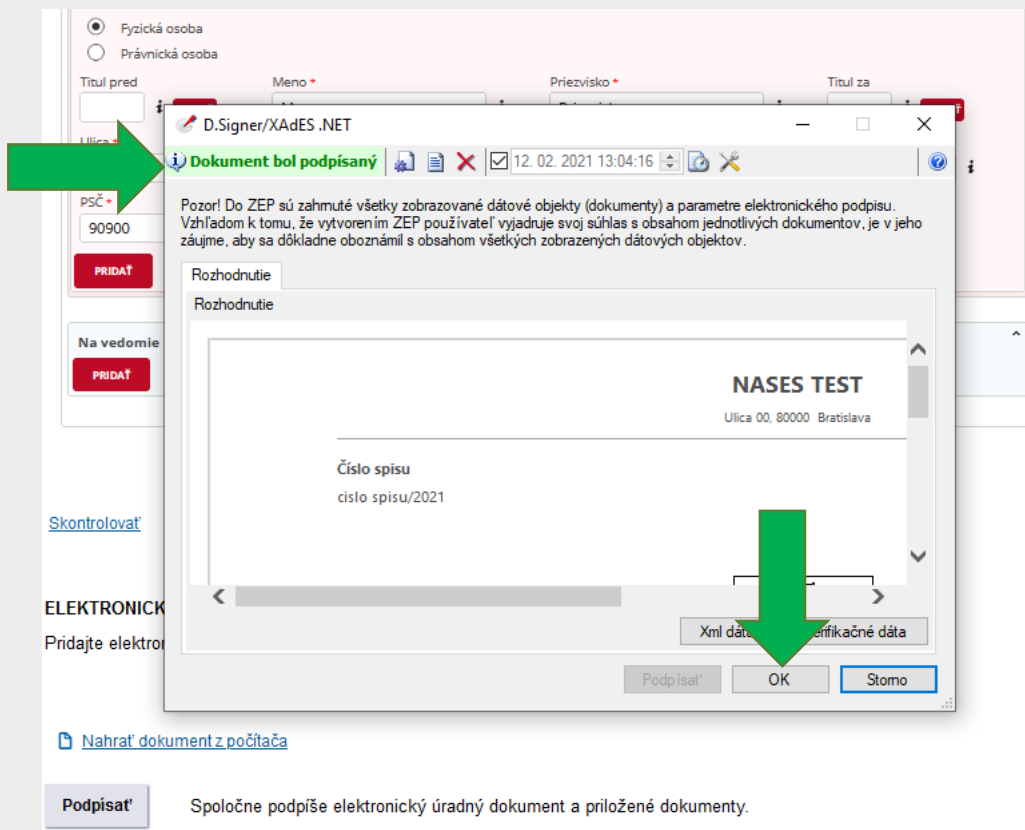 Fyzická osoba
Právnická osoba
Titul pred
Meno *
Priezvisko *
Titul za
D.Signer/XAdES .NET
Dokument bol podpísaný
12. 02. 2021 13:04:16
PSČ *
90900
PRIDAŤ
Pozor! Do ZEP sú zahrnuté všetky zobrazované dátové objekty (dokumenty) a parametre elektronického podpisu.
Vzhľadom k tomu, že vytvorením ZEP používateľ vyjadruje svoj súhlas s obsahom jednotlivých dokumentov, je v jeho
záujme, aby sa dôkladne oboznámil s obsahom všetkých zobrazených dátových objektov.
Rozhodnutie
Rozhodnutie
Na vedomie
PRIDAŤ
NASES TEST
Ulica 00, 80000 Bratislava
Číslo spisu
cislo spisu/2021
Skontrolovať
ELEKTRONICK
Pridajte elektro
Xml
Podpísať
OK
Storno
Nahrať dokument z počítača
Podpísať
Spoločne podpíše elektronický úradný dokument a priložené dokumenty.